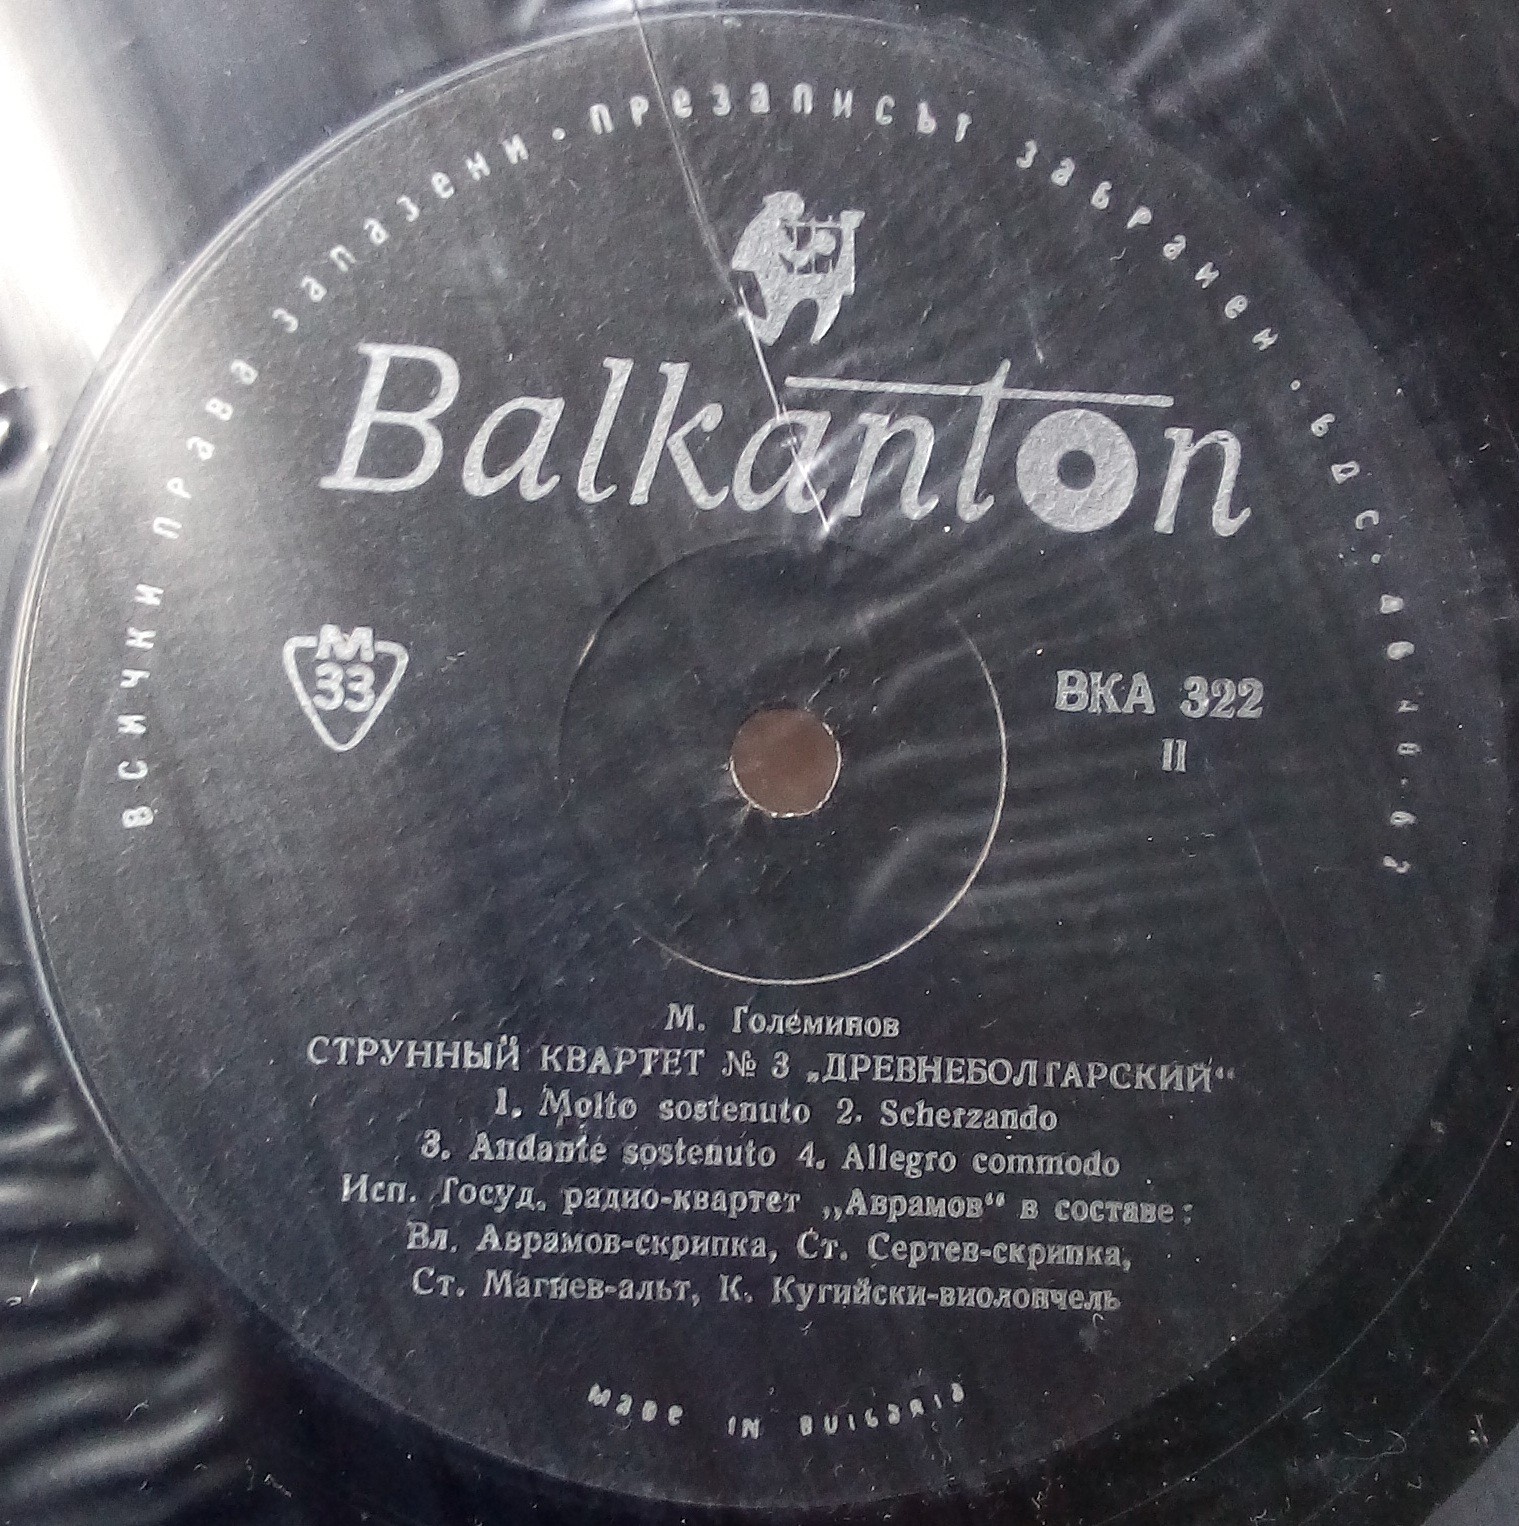 всички права запазени · презаписът забранен · БДС
Balkanton
М
33
ВКА 322
II
М. Големинов
СТРУННЫЙ КВАРТЕТ № 3 „ДРЕВНЕБОЛГАРСКИЙ“
1. Molto sostenuto 2. Scherzando
3. Andante sostenuto 4. Allegro commodo
Исп. Госуд. радио-квартет „Аврамов“ в составе:
Вл. Аврамов-скрипка, Ст. Сертев-скрипка,
Ст. Магнев-альт, К. Кугийски-виолончель
MADE IN BULGARIA